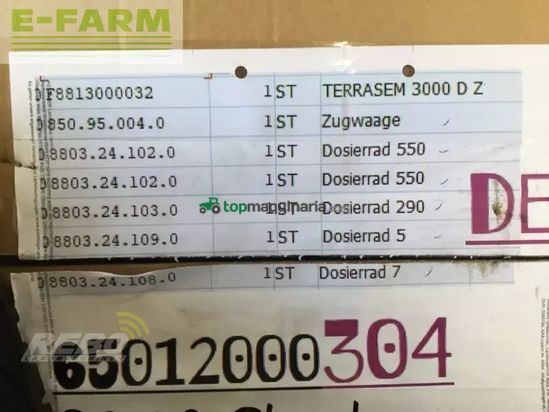 E-FARM
F8813000032 1 ST TERRASEM 3000 D Z
850.95.004.0 1 ST Zugwaage
8803.24.102.0 1 ST Dosierrad 550
8803.24.102.0 1 ST Dosierrad 550
8803.24.103.0 ST Dosierrad 290
topmaquinaria
8803.24.109.0 1 ST Dosierrad 5
DE
8803.24.108.0 1 ST Dosierrad 7
65012000304